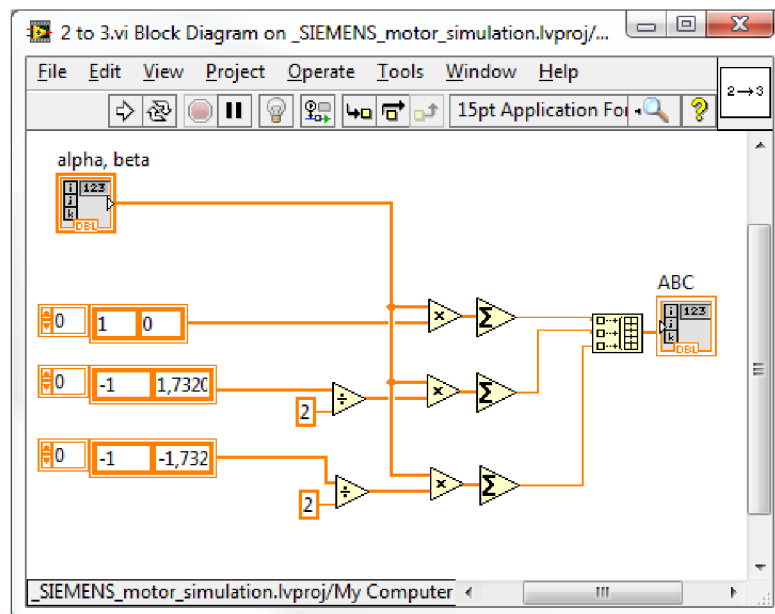 2 to 3.vi Block Diagram on _SIEMENS_motor_simulation.lvproj/...
File Edit View Project Operate Tools Window Help
15pt Application For
2→3
alpha, beta
i 123
j
k
DBL
ABC
i 123
j
k
DBL
0 1 0
× Σ
0 -1 1,7320
2 ÷ × Σ
0 -1 -1,732
2 ÷ × Σ
_SIEMENS_motor_simulation.lvproj/My Computer